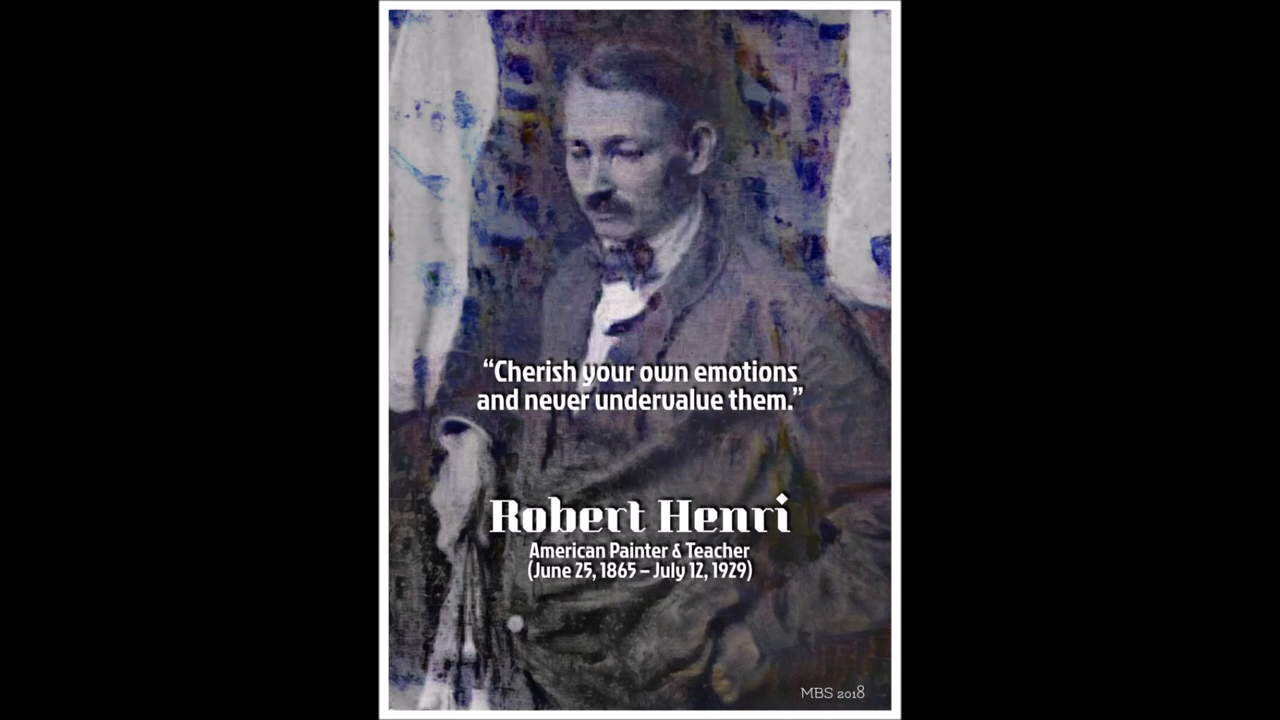 “Cherish your own emotions
and never undervalue them.”
Robert Henri
American Painter & Teacher
(June 25, 1865 – July 12, 1929)
MBS 2018